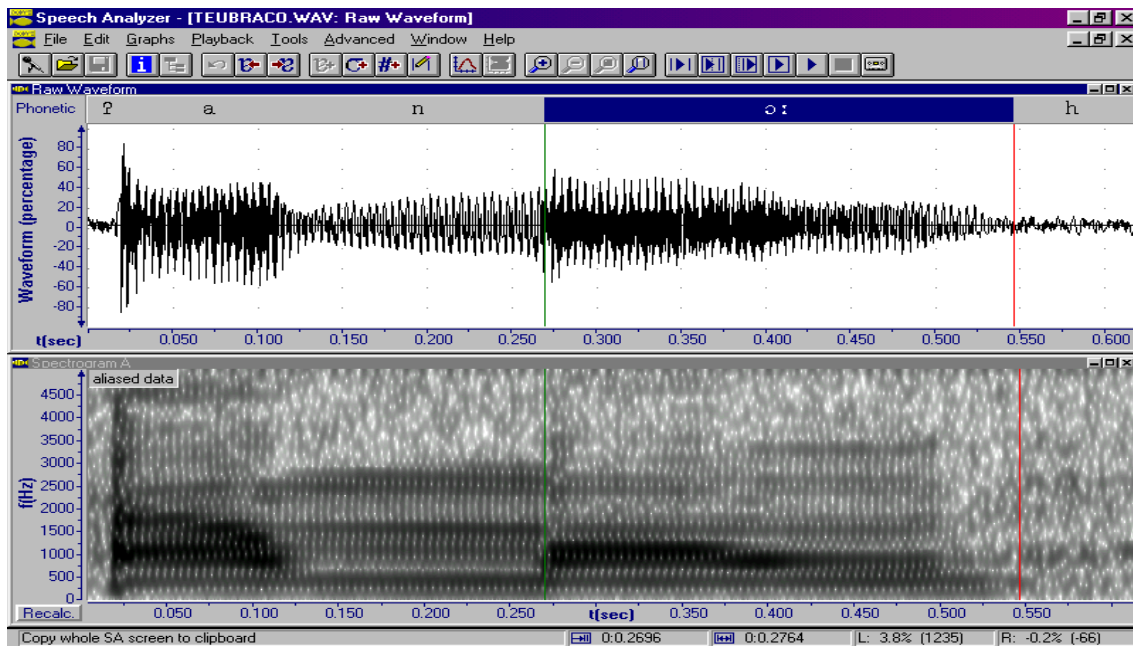 Speech Analyzer - [TEUBRACO.WAV: Raw Waveform]
File Edit Graphs Playback Tools Advanced Window Help
Raw Waveform
Phonetic ʔ a n ɔː h
Waveform (percentage)
80
60
40
20
0
-20
-40
-60
-80
t(sec) 0.050 0.100 0.150 0.200 0.250 0.300 0.350 0.400 0.450 0.500 0.550 0.600
Spectrogram A
aliased data
f(Hz)
4500
4000
3500
3000
2500
2000
1500
1000
500
0
Recalc. 0.050 0.100 0.150 0.200 0.250 t(sec) 0.350 0.400 0.450 0.500 0.550
Copy whole SA screen to clipboard 0:0.2696 0:0.2764 L: 3.8% (1235) R: -0.2% (-66)